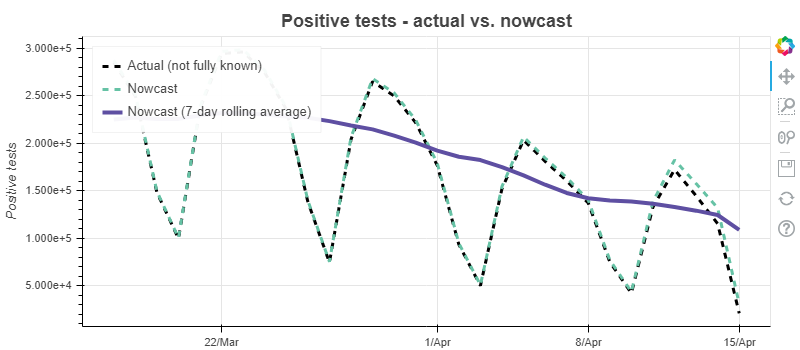 Positive tests - actual vs. nowcast
3.000e+5
2.500e+5
2.000e+5
1.500e+5
1.000e+5
5.000e+4
Positive tests
Actual (not fully known)
Nowcast
Nowcast (7-day rolling average)
22/Mar
1/Apr
8/Apr
15/Apr